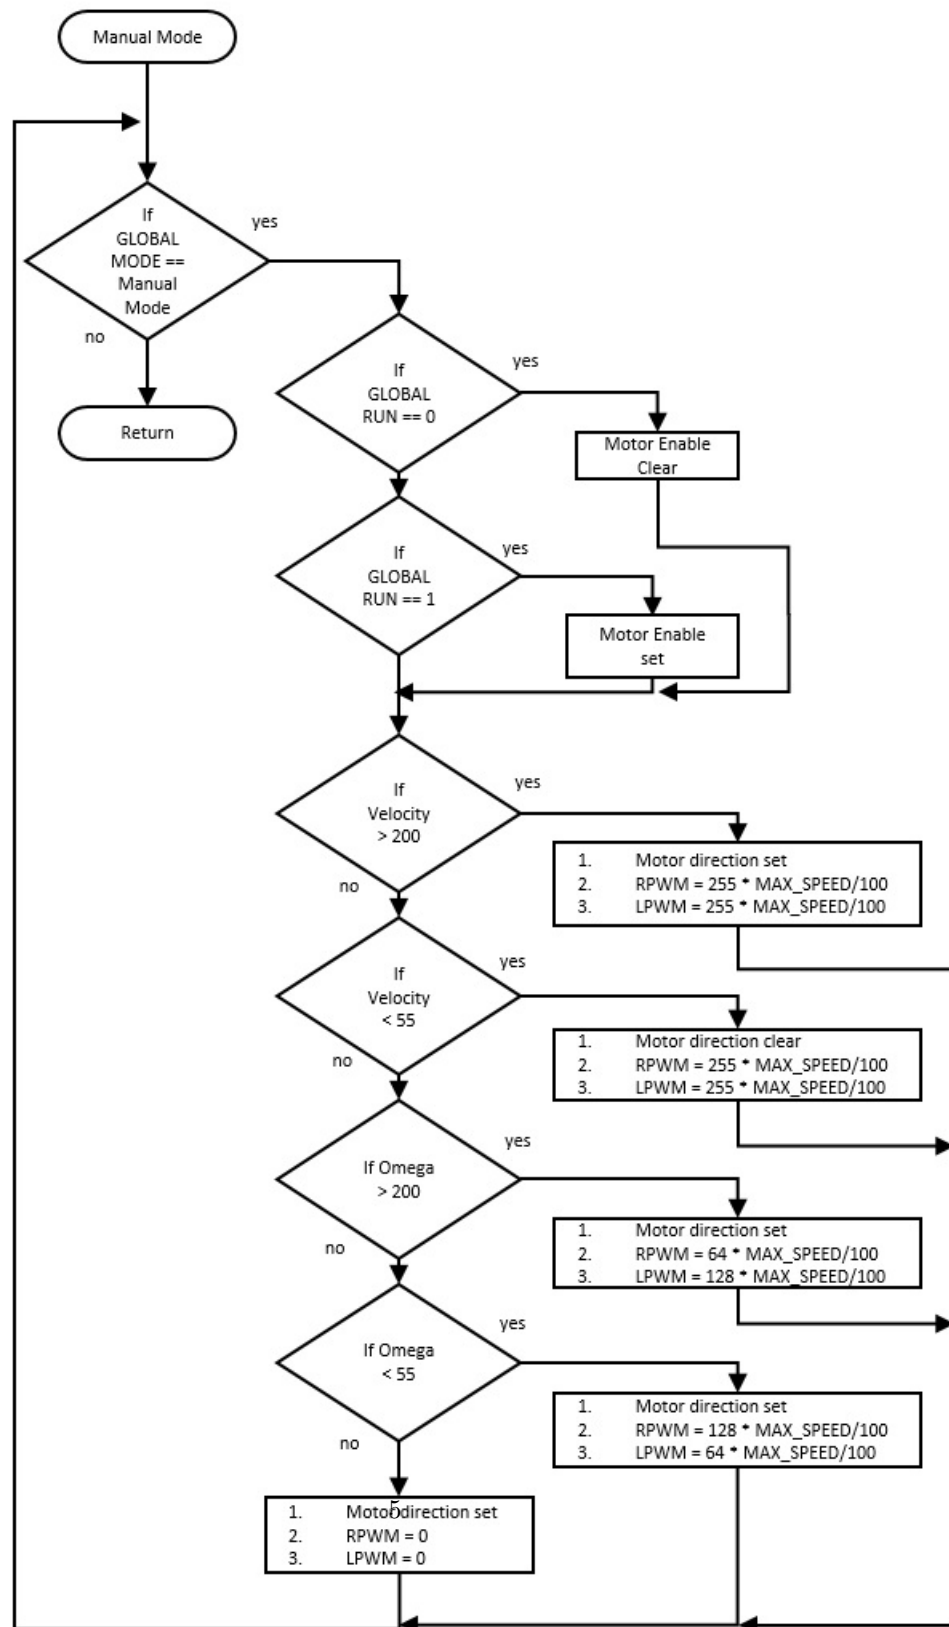 Manual Mode
If
GLOBAL
MODE ==
Manual
Mode
yes
no
Return
If
GLOBAL
RUN == 0
yes
Motor Enable
Clear
If
GLOBAL
RUN == 1
yes
Motor Enable
set
If
Velocity
> 200
yes
no
1. Motor direction set
2. RPWM = 255 * MAX_SPEED/100
3. LPWM = 255 * MAX_SPEED/100
If
Velocity
< 55
yes
no
1. Motor direction clear
2. RPWM = 255 * MAX_SPEED/100
3. LPWM = 255 * MAX_SPEED/100
If Omega
> 200
yes
no
1. Motor direction set
2. RPWM = 64 * MAX_SPEED/100
3. LPWM = 128 * MAX_SPEED/100
If Omega
< 55
yes
no
1. Motor direction set
2. RPWM = 128 * MAX_SPEED/100
3. LPWM = 64 * MAX_SPEED/100
5
1. Motor direction set
2. RPWM = 0
3. LPWM = 0